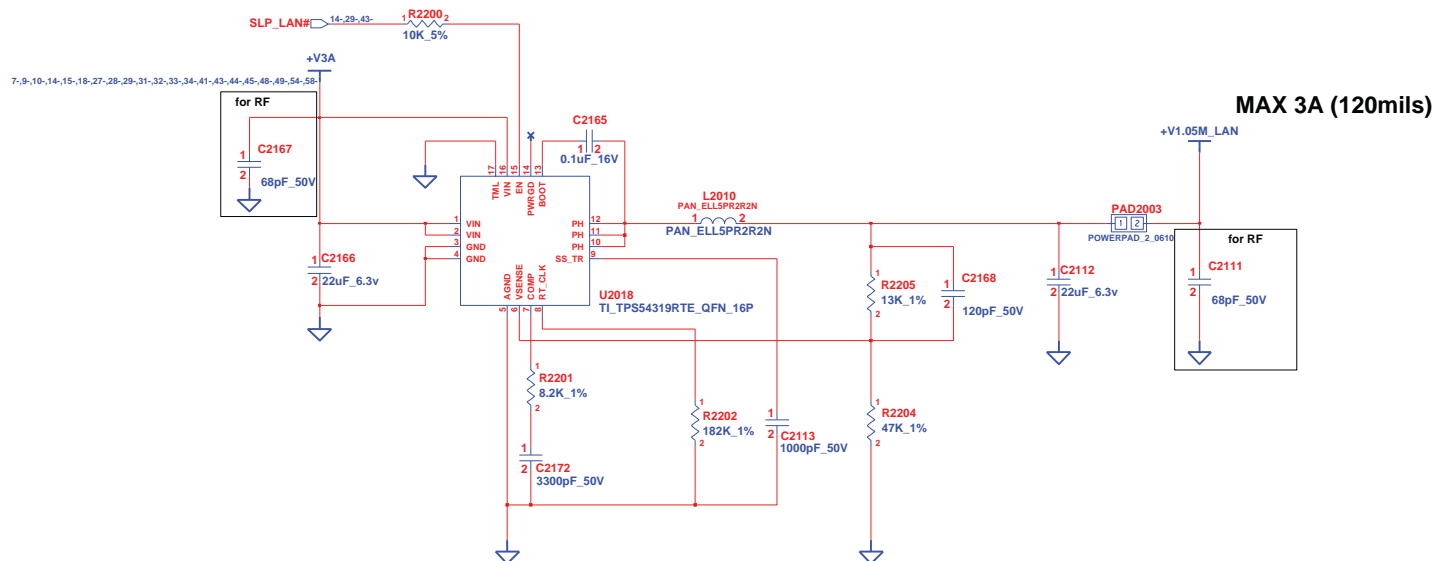 SLP_LAN# 14-,29-,43- 1 R2200 2
10K_5%
+V3A
7-,9-,10-,14-,15-,18-,27-,28-,29-,31-,32-,33-,34-,41-,43-,44-,45-,48-,49-,54-,58-
for RF
MAX 3A (120mils)
C2165
+V1.05M_LAN
1 C2167
2
68pF_50V
1 2
0.1uF_16V
17 16 15 14 13
TML VIN EN PWRGD BOOT
L2010
PAN_ELL5PR2R2N
1 2
PAN_ELL5PR2R2N
PAD2003
1 2
POWERPAD_2_0610
1 VIN PH 12
2 VIN PH 11
3 GND PH 10
4 GND SS_TR 9
for RF
C2166
1
2 22uF_6.3v
AGND VSENSE COMP RT_CLK
5 6 7 8
U2018
TI_TPS54319RTE_QFN_16P
1
R2205
13K_1%
2
1 C2168
2
120pF_50V
1 C2112
2 22uF_6.3v
1 C2111
2
68pF_50V
1
R2201
8.2K_1%
2
1
R2202
182K_1%
2
1
C2113
2
1000pF_50V
1
R2204
47K_1%
2
1
2 C2172
3300pF_50V